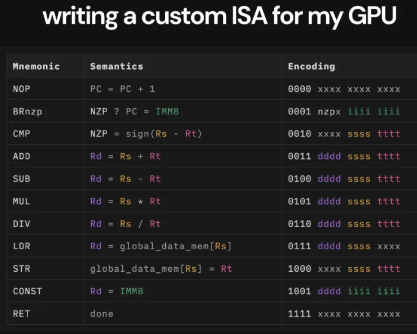 writing a custom ISA for my GPU
Mnemonic Semantics Encoding
NOP PC = PC + 1 0000 xxxx xxxx xxxx
BRnzp NZP ? PC = IMM8 0001 nzpx iiii iiii
CMP NZP = sign(Rs - Rt) 0010 xxxx ssss tttt
ADD Rd = Rs + Rt 0011 dddd ssss tttt
SUB Rd = Rs - Rt 0100 dddd ssss tttt
MUL Rd = Rs * Rt 0101 dddd ssss tttt
DIV Rd = Rs / Rt 0110 dddd ssss tttt
LDR Rd = global_data_mem[Rs] 0111 dddd ssss xxxx
STR global_data_mem[Rs] = Rt 1000 xxxx ssss tttt
CONST Rd = IMM8 1001 dddd iiii iiii
RET done 1111 xxxx xxxx xxxx